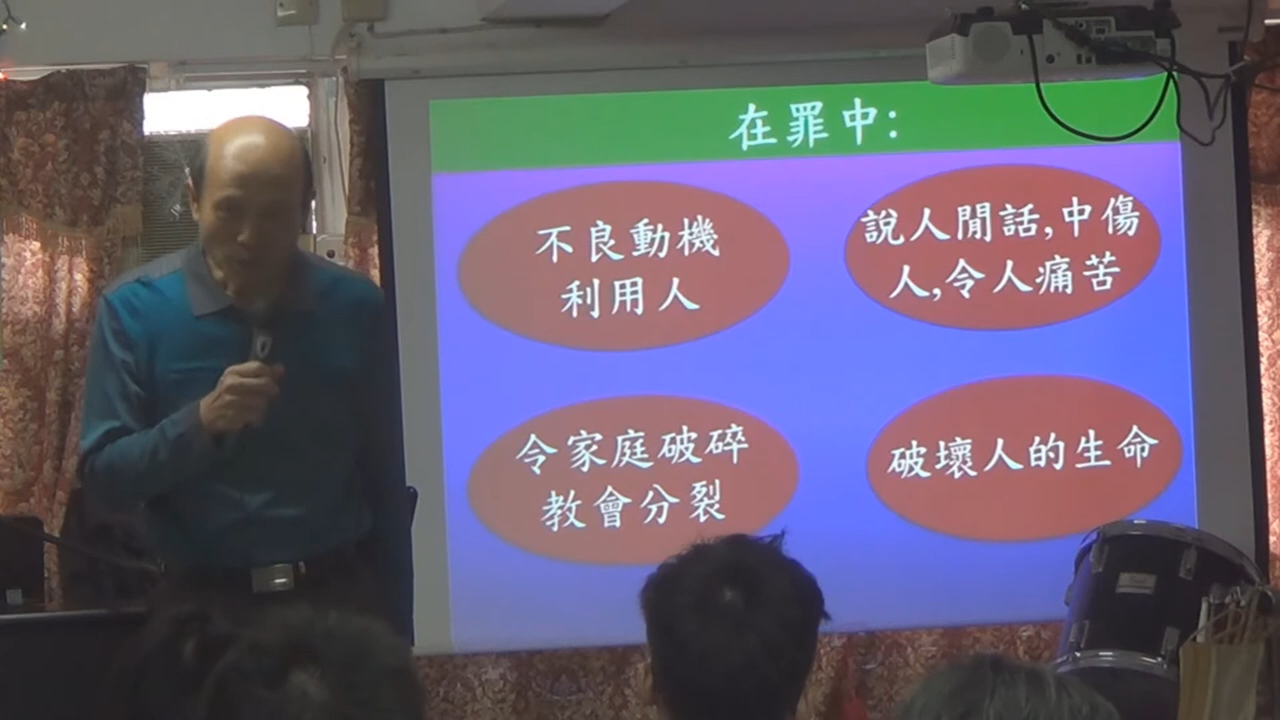 在罪中:
不良動機
利用人
說人閒話,中傷
人,令人痛苦
令家庭破碎
教會分裂
破壞人的生命